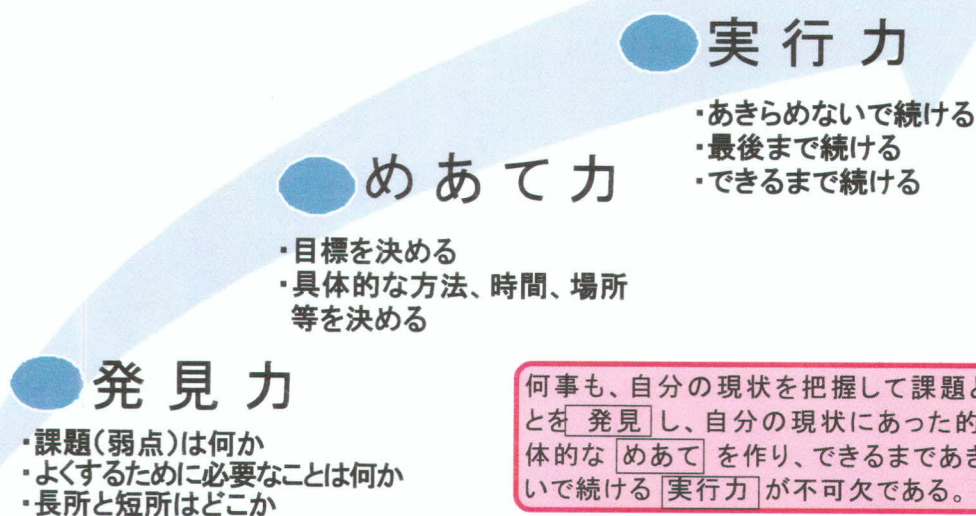 実行力
・あきらめないで続ける
・最後まで続ける
・できるまで続ける
めあて力
・目標を決める
・具体的な方法、時間、場所
等を決める
発見力
・課題(弱点)は何か
・よくするために必要なことは何か
・長所と短所はどこか
何事も、自分の現状を把握して課題
とを 発見 し、自分の現状にあった的
体的な めあて を作り、できるまであき
いで続ける 実行力 が不可欠である。